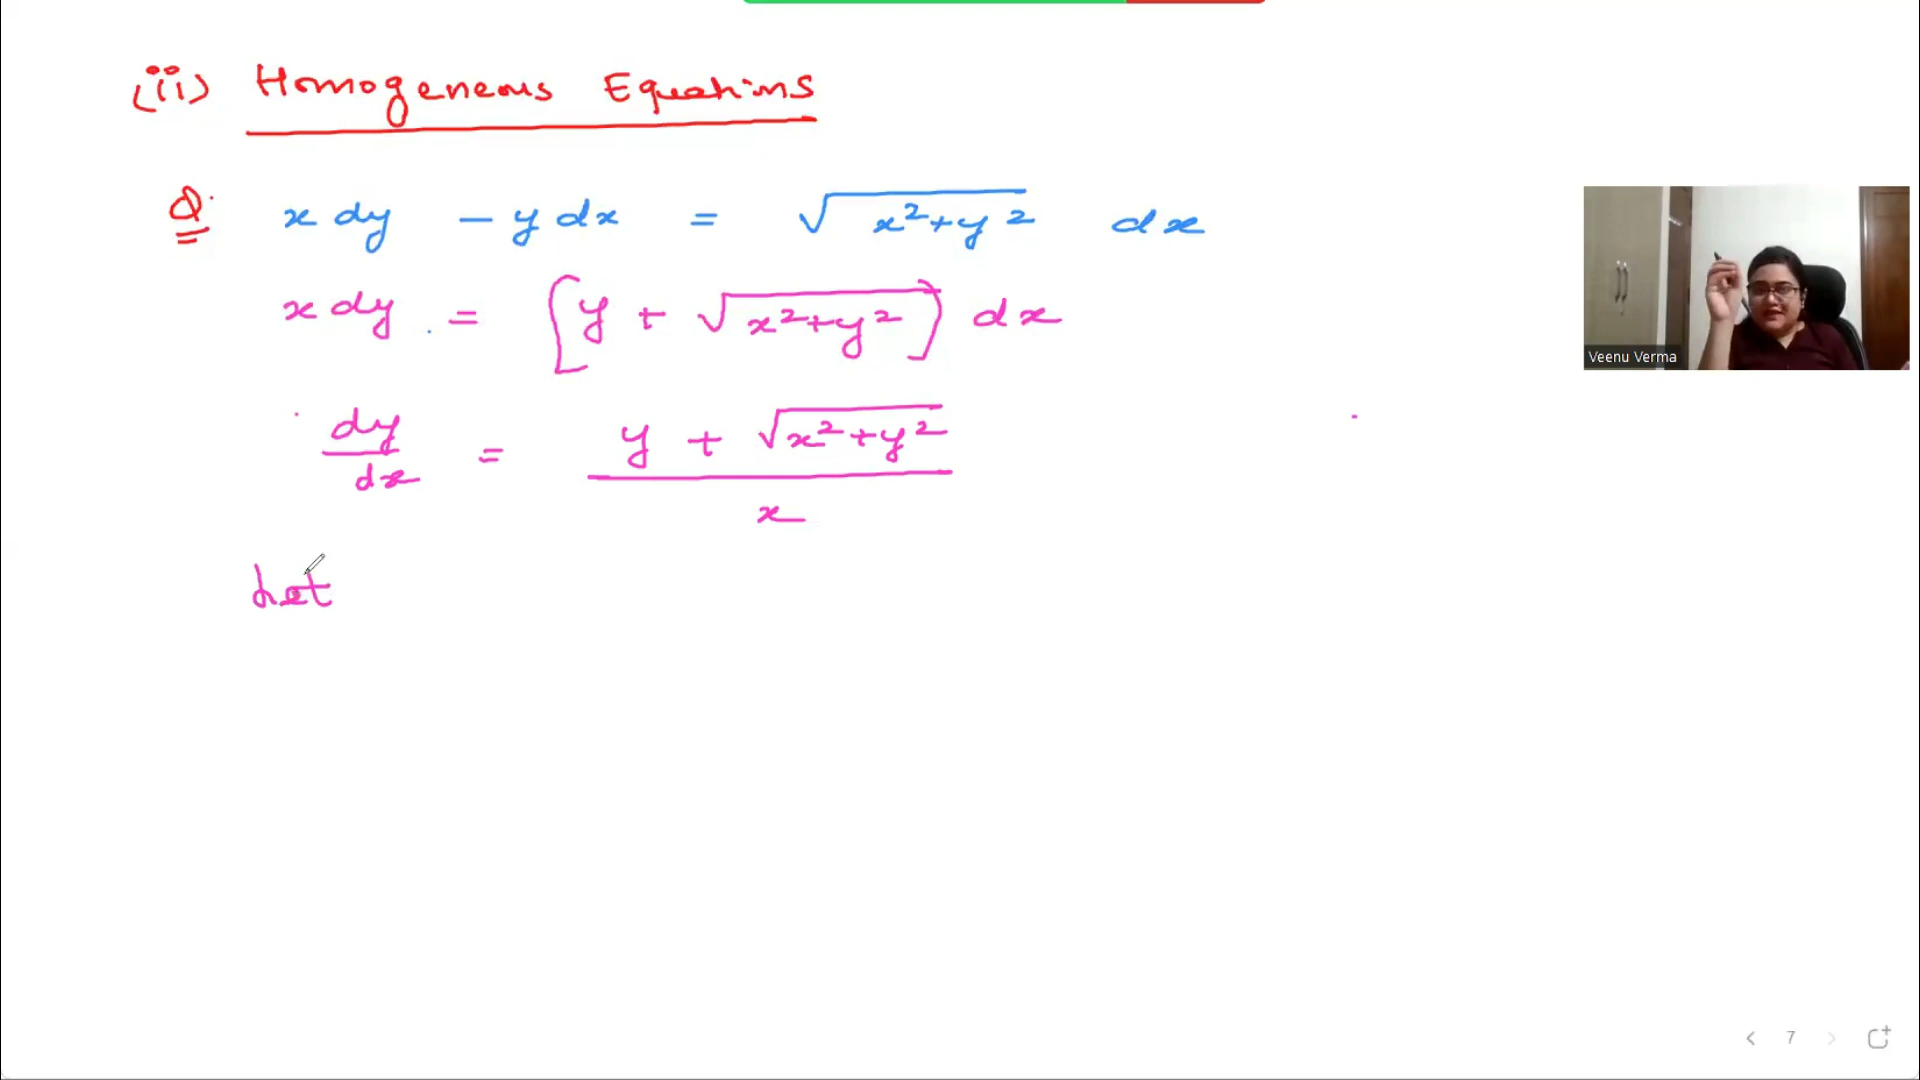 (ii) Homogeneous Equations
Q. x dy - y dx = √(x²+y²) dx
x dy = [y + √(x²+y²)] dx
dy/dx = (y + √(x²+y²))/x
Let
Veenu Verma
7